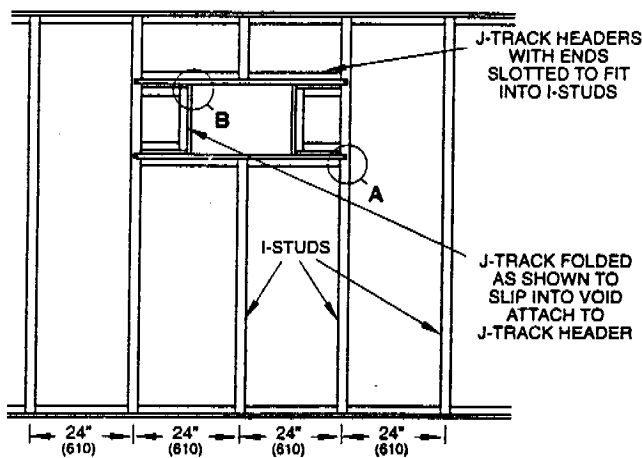 J-TRACK HEADERS
WITH ENDS
SLOTTED TO FIT
INTO I-STUDS
B
A
I-STUDS
J-TRACK FOLDED
AS SHOWN TO
SLIP INTO VOID
ATTACH TO
J-TRACK HEADER
24" 24" 24" 24"
(610) (610) (610) (610)